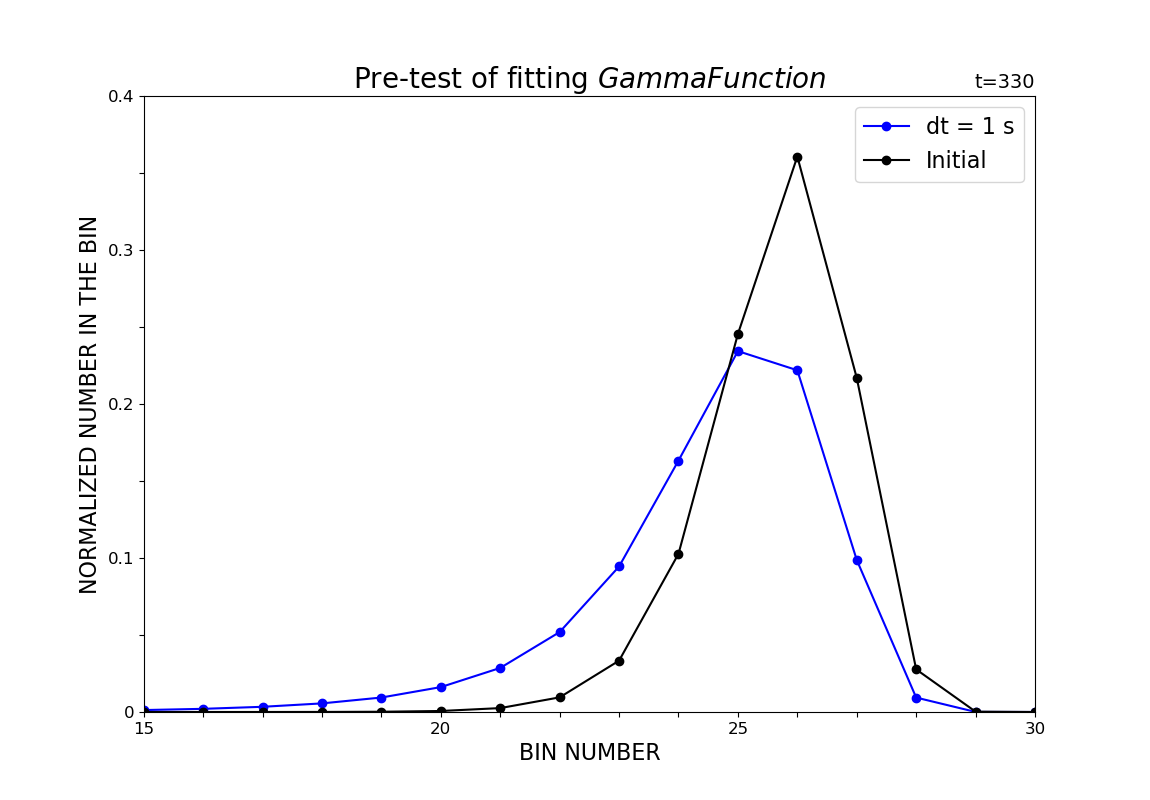 Pre-test of fitting GammaFunction
t=330
dt = 1 s
Initial
NORMALIZED NUMBER IN THE BIN
0.4
0.3
0.2
0.1
0
15
20
25
30
BIN NUMBER